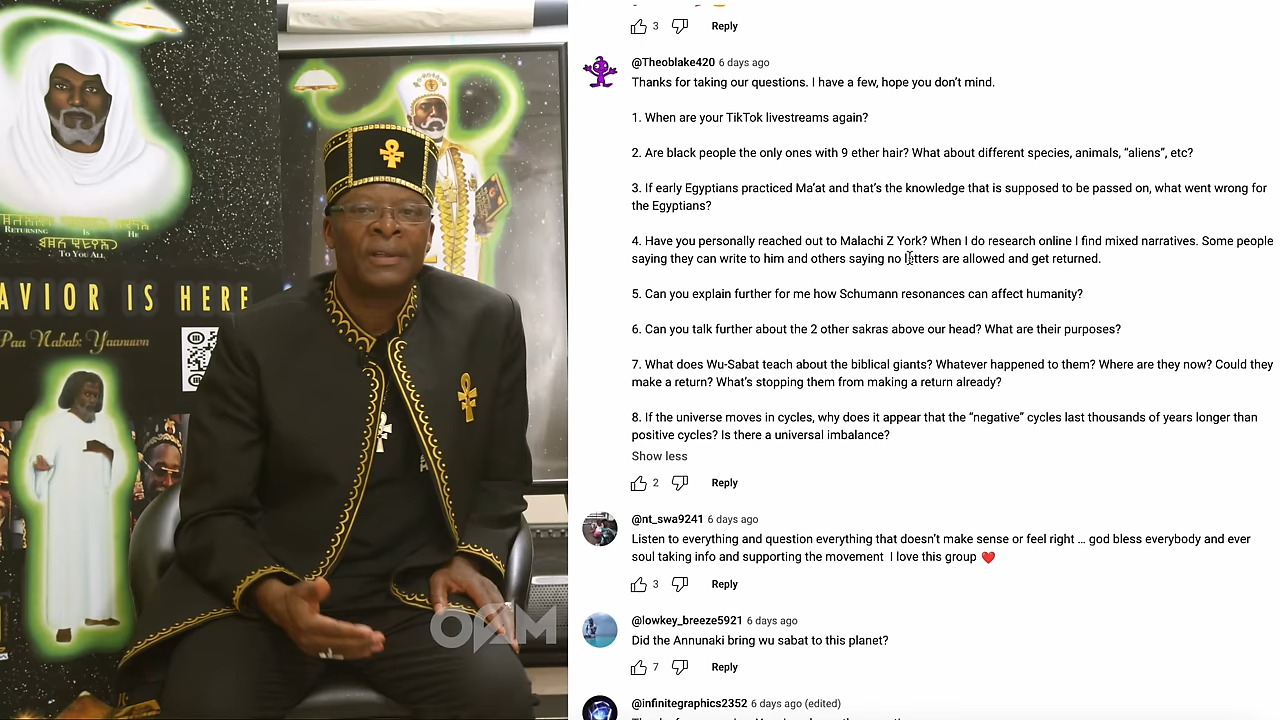 RETURNING IS HE
TO YOU ALL
AVIOR IS HERE
Paa Nabab: Yaanuwn
OAM
3
Reply
@Theoblake420 6 days ago
Thanks for taking our questions. I have a few, hope you don’t mind.
1. When are your TikTok livestreams again?
2. Are black people the only ones with 9 ether hair? What about different species, animals, “aliens”, etc?
3. If early Egyptians practiced Ma’at and that’s the knowledge that is supposed to be passed on, what went wrong for
the Egyptians?
4. Have you personally reached out to Malachi Z York? When I do research online I find mixed narratives. Some people
saying they can write to him and others saying no letters are allowed and get returned.
5. Can you explain further for me how Schumann resonances can affect humanity?
6. Can you talk further about the 2 other sakras above our head? What are their purposes?
7. What does Wu-Sabat teach about the biblical giants? Whatever happened to them? Where are they now? Could they
make a return? What’s stopping them from making a return already?
8. If the universe moves in cycles, why does it appear that the “negative” cycles last thousands of years longer than
positive cycles? Is there a universal imbalance?
Show less
2
Reply
@nt_swa9241 6 days ago
Listen to everything and question everything that doesn’t make sense or feel right … god bless everybody and ever
soul taking info and supporting the movement I love this group ❤️
3
Reply
@lowkey_breeze5921 6 days ago
Did the Annunaki bring wu sabat to this planet?
7
Reply
@infinitegraphics2352 6 days ago (edited)